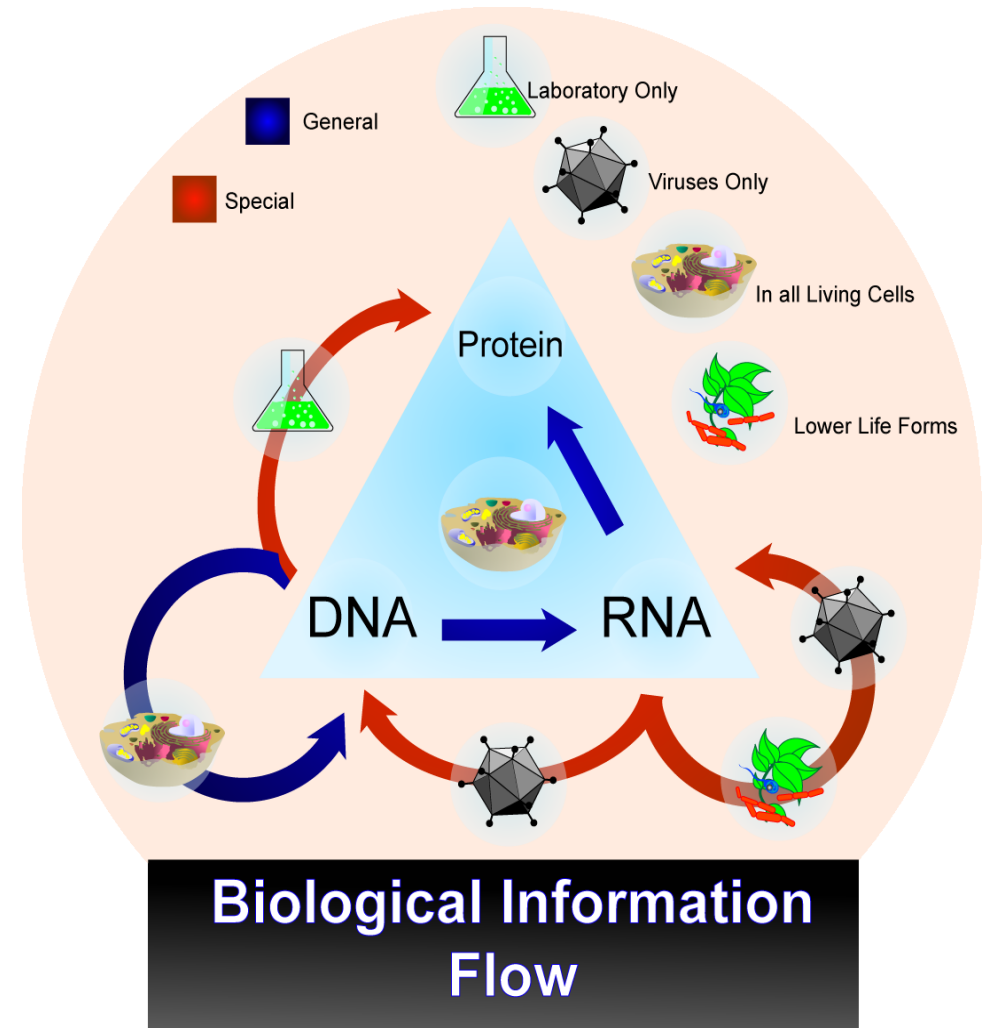 Laboratory Only
General
Viruses Only
Special
In all Living Cells
Protein
Lower Life Forms
DNA
RNA
Biological Information
Flow